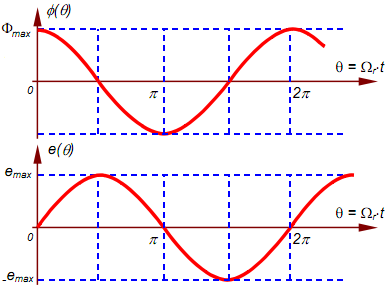 ϕ(θ)
Φmax
θ = Ωr·t
0 π 2π
e(θ)
emax
θ = Ωr·t
0 π 2π
-emax